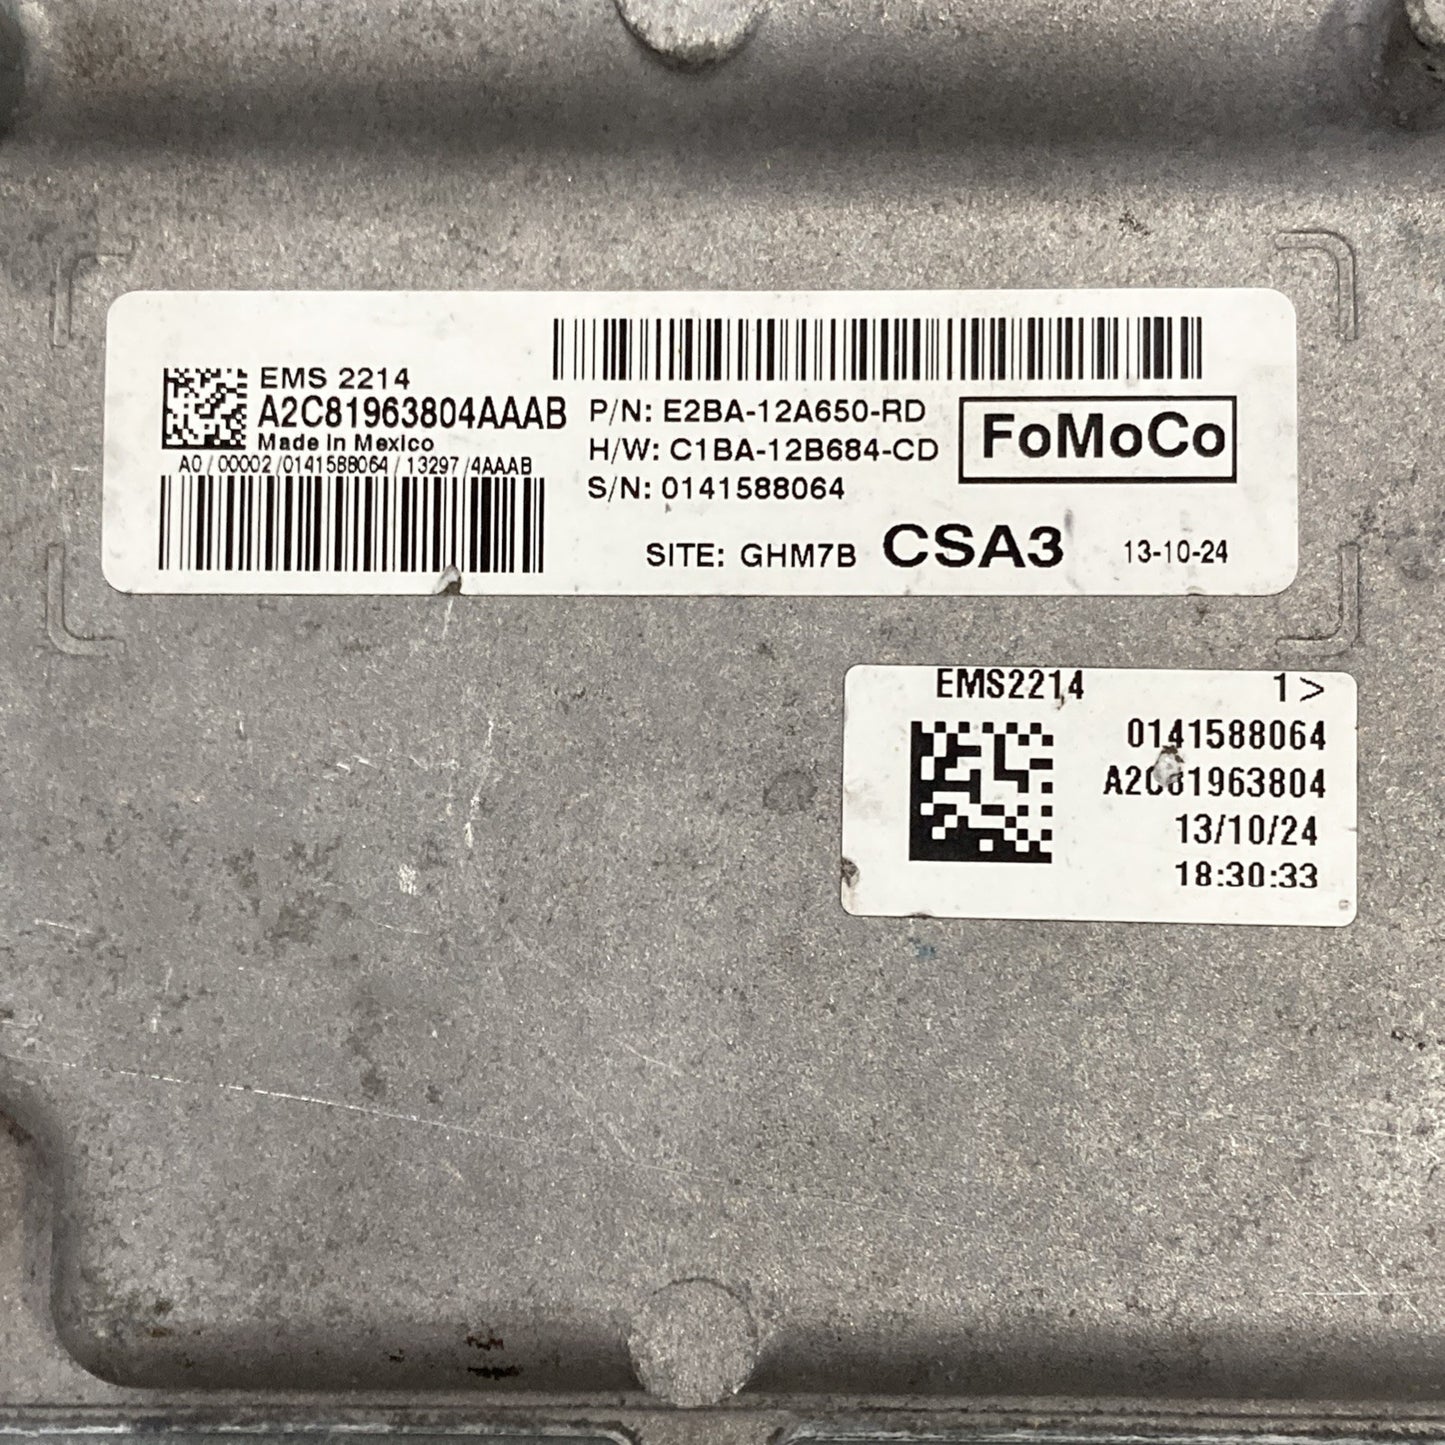 EMS 2214
A2C81963804AAAB
Made in Mexico
A0/00002/0141588064/13297/4AAAB
P/N: E2BA-12A650-RD
H/W: C1BA-12B684-CD
S/N: 0141588064
FoMoCo
SITE: GHM7B CSA3 13-10-24
EMS2214 1>
0141588064
A2C81963804
13/10/24
18:30:33